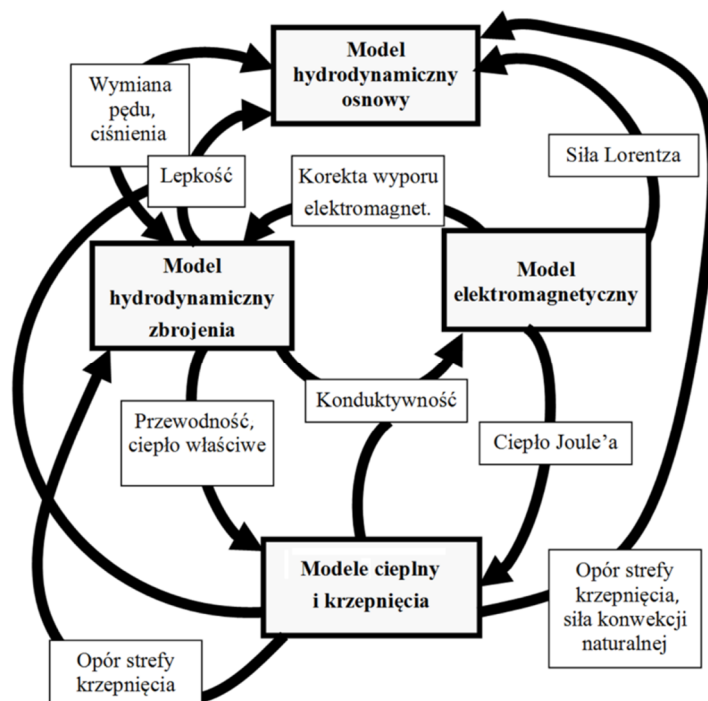 Model
hydrodynamiczny
osnowy
Wymiana
pędu,
ciśnienia
Siła Lorentza
Lepkość
Korekta wyporu
elektromagnet.
Model
hydrodynamiczny
zbrojenia
Model
elektromagnetyczny
Przewodność,
ciepło właściwe
Konduktywność
Ciepło Joule’a
Modele cieplny
i krzepnięcia
Opór strefy
krzepnięcia,
siła konwekcji
naturalnej
Opór strefy
krzepnięcia